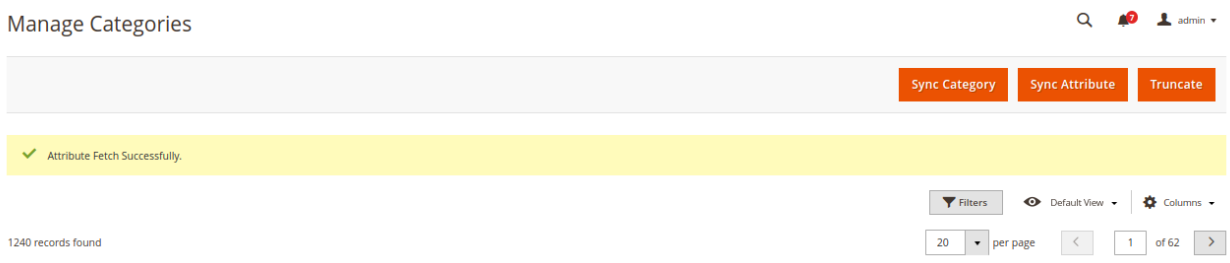 Manage Categories
7
admin
Sync Category Sync Attribute Truncate
Attribute Fetch Successfully.
Filters Default View Columns
1240 records found 20 per page 1 of 62